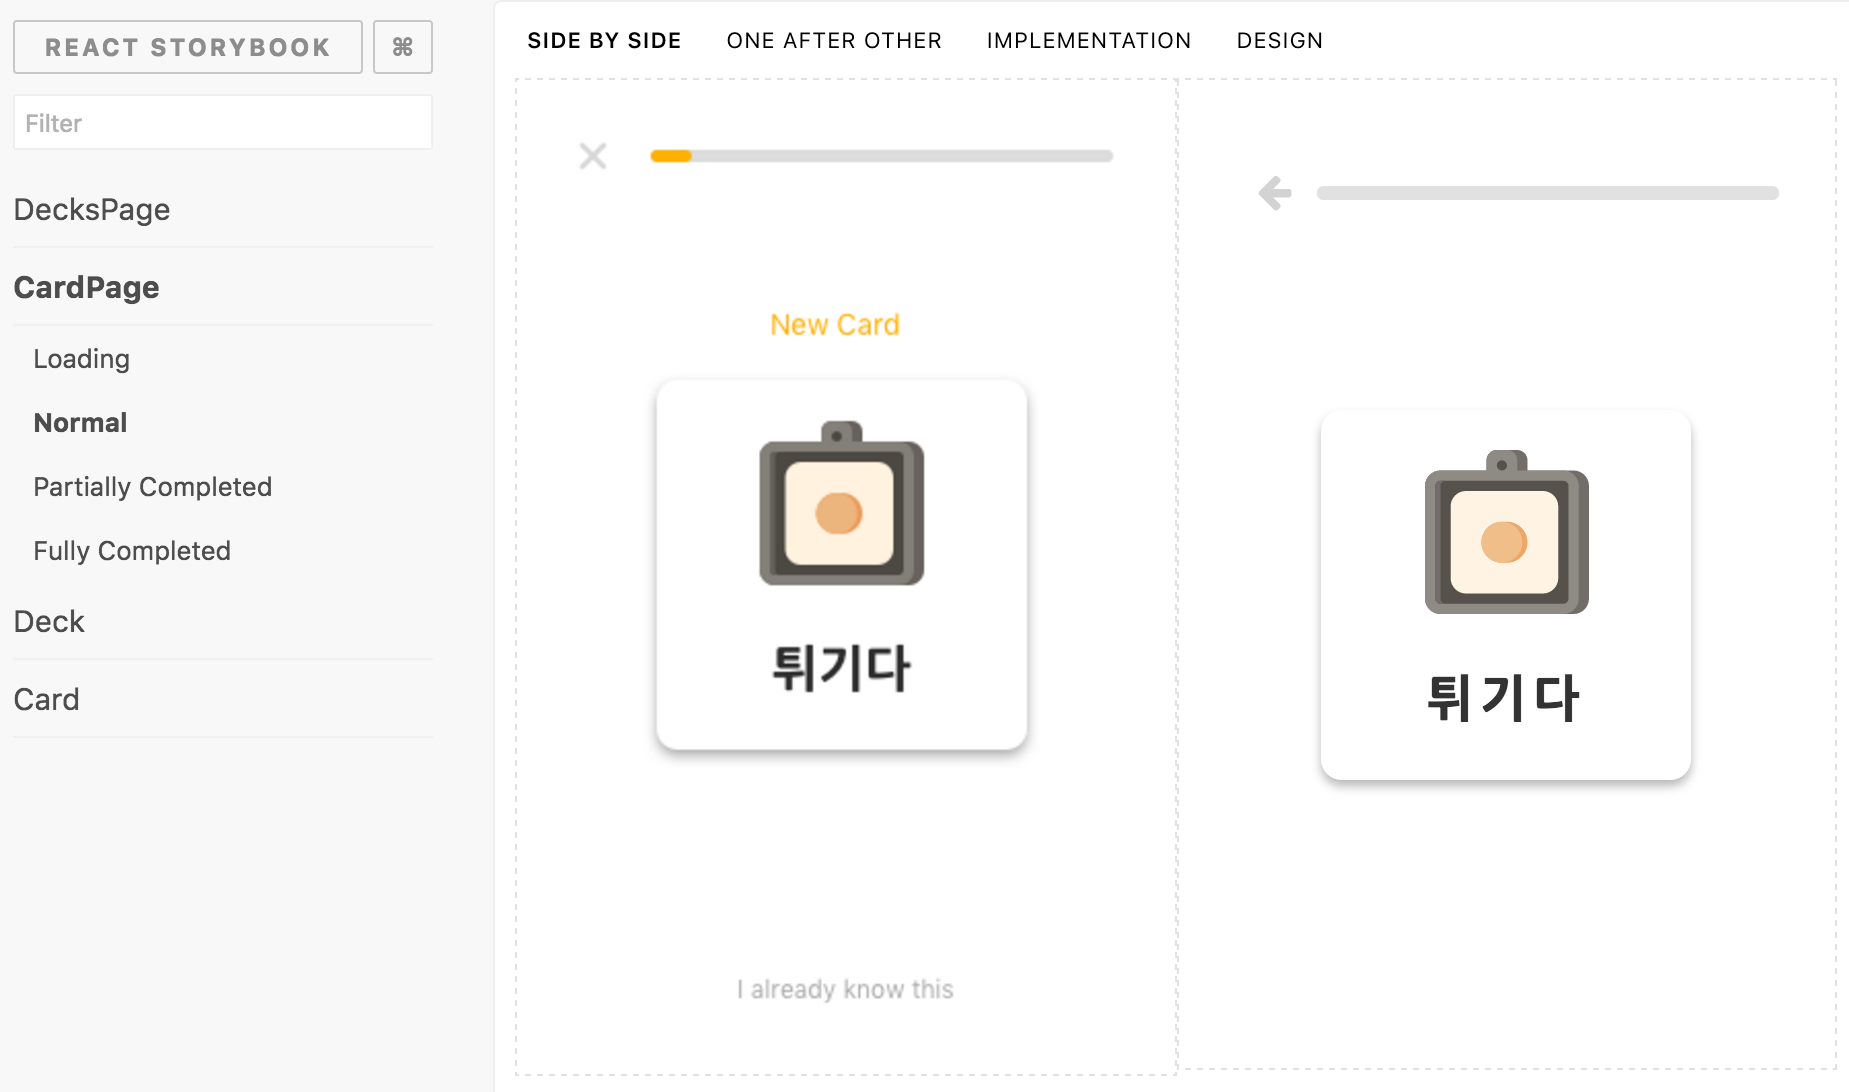 REACT STORYBOOK
⌘
Filter
DecksPage
CardPage
Loading
Normal
Partially Completed
Fully Completed
Deck
Card
SIDE BY SIDE ONE AFTER OTHER IMPLEMENTATION DESIGN
New Card
튀기다
I already know this
튀기다